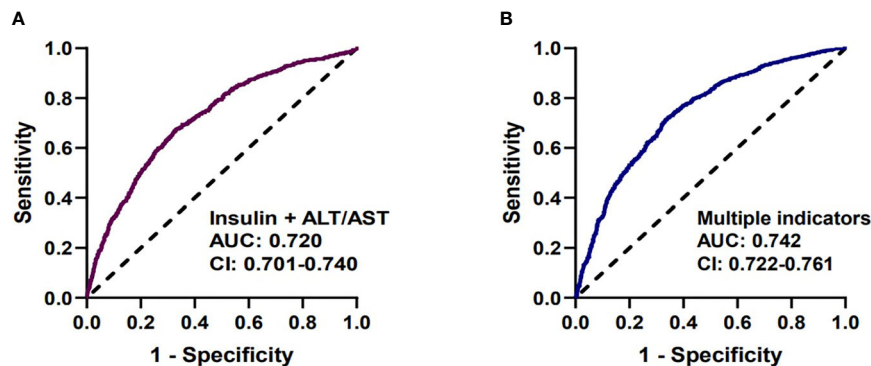 A
1.0
0.8
0.6
0.4
0.2
0.0
Sensitivity
Insulin + ALT/AST
AUC: 0.720
CI: 0.701-0.740
0.0 0.2 0.4 0.6 0.8 1.0
1 - Specificity
B
1.0
0.8
0.6
0.4
0.2
0.0
Sensitivity
Multiple indicators
AUC: 0.742
CI: 0.722-0.761
0.0 0.2 0.4 0.6 0.8 1.0
1 - Specificity